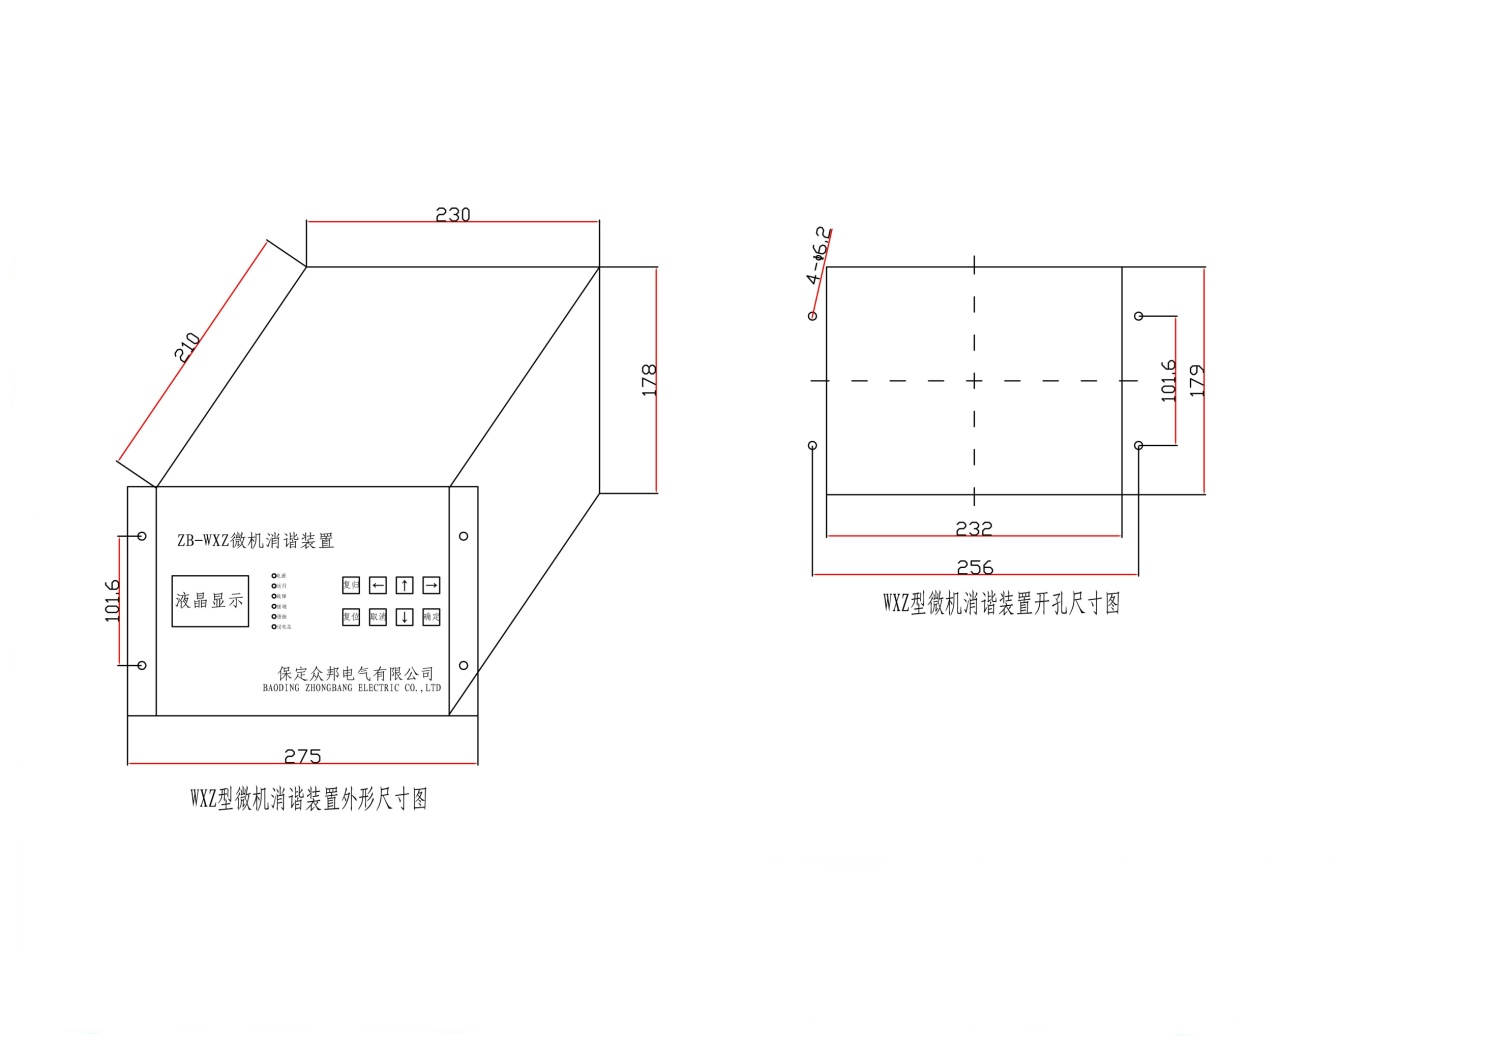 230
210
178
ZB-WXZ微机消谐装置
液晶显示
复归
←
↑
→
复位
取消
↓
确定
101.6
保定众邦电气有限公司
BAODING ZHONGBANG ELECTRIC CO.,LTD
275
WXZ型微机消谐装置外形尺寸图
4-φ6.2
101.6
179
232
256
WXZ型微机消谐装置开孔尺寸图